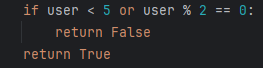 if user < 5 or user % 2 == 0:
    return False
return True